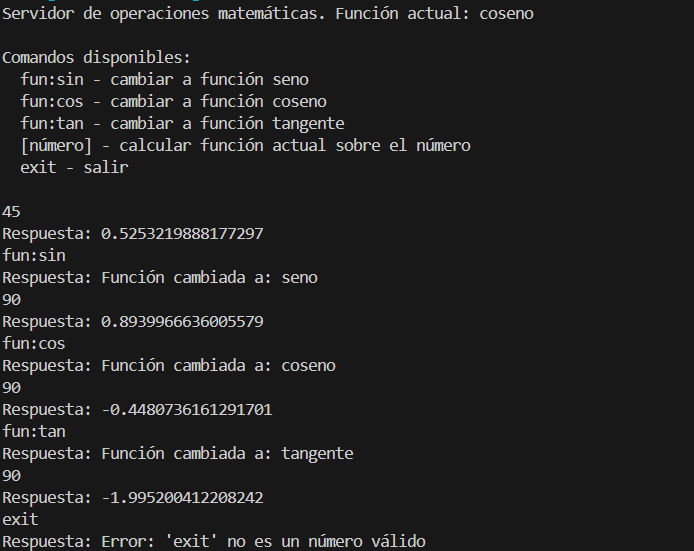 Servidor de operaciones matemáticas. Función actual: coseno
Comandos disponibles:
fun:sin - cambiar a función seno
fun:cos - cambiar a función coseno
fun:tan - cambiar a función tangente
[número] - calcular función actual sobre el número
exit - salir
45
Respuesta: 0.5253219888177297
fun:sin
Respuesta: Función cambiada a: seno
90
Respuesta: 0.8939966636005579
fun:cos
Respuesta: Función cambiada a: coseno
90
Respuesta: -0.4480736161291701
fun:tan
Respuesta: Función cambiada a: tangente
90
Respuesta: -1.995200412208242
exit
Respuesta: Error: 'exit' no es un número válido